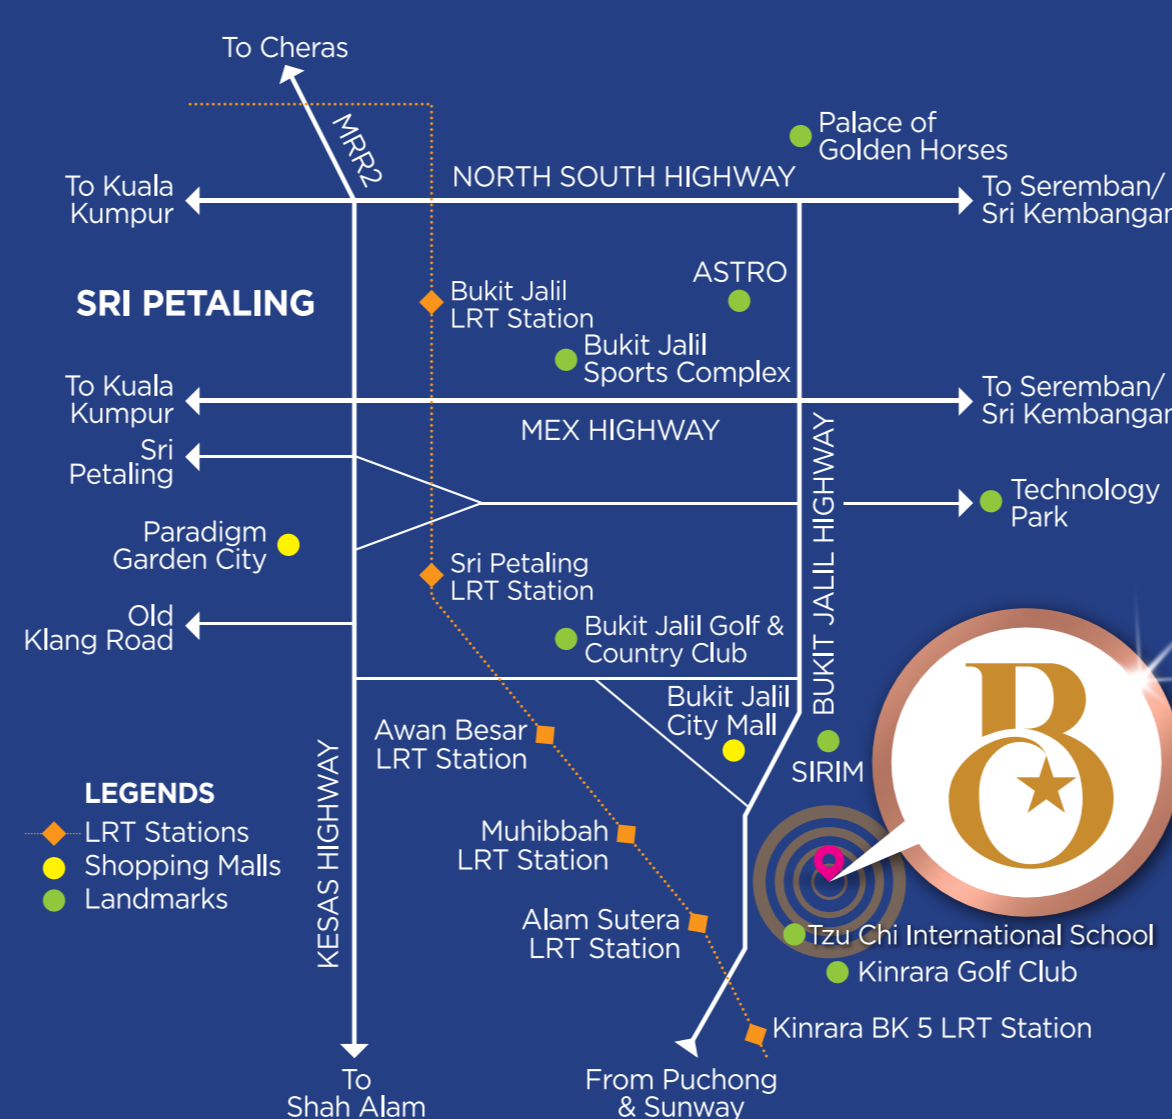 To Cheras
MRR2
Palace of
Golden Horses
NORTH SOUTH HIGHWAY
To Kuala
Kumpur
To Seremban/
Sri Kembangan
SRI PETALING
Bukit Jalil
LRT Station
ASTRO
Bukit Jalil
Sports Complex
To Kuala
Kumpur
To Seremban/
Sri Kembangan
MEX HIGHWAY
Sri
Petaling
BUKIT JALIL HIGHWAY
Technology
Park
Paradigm
Garden City
Sri Petaling
LRT Station
Old
Klang Road
Bukit Jalil Golf &
Country Club
Bukit Jalil
City Mall
Awan Besar
LRT Station
SIRIM
BO
KESAS HIGHWAY
LEGENDS
LRT Stations
Shopping Malls
Landmarks
Muhibbah
LRT Station
Alam Sutera
LRT Station
Tzu Chi International School
Kinrara Golf Club
Kinrara BK 5 LRT Station
To
Shah Alam
From Puchong
& Sunway